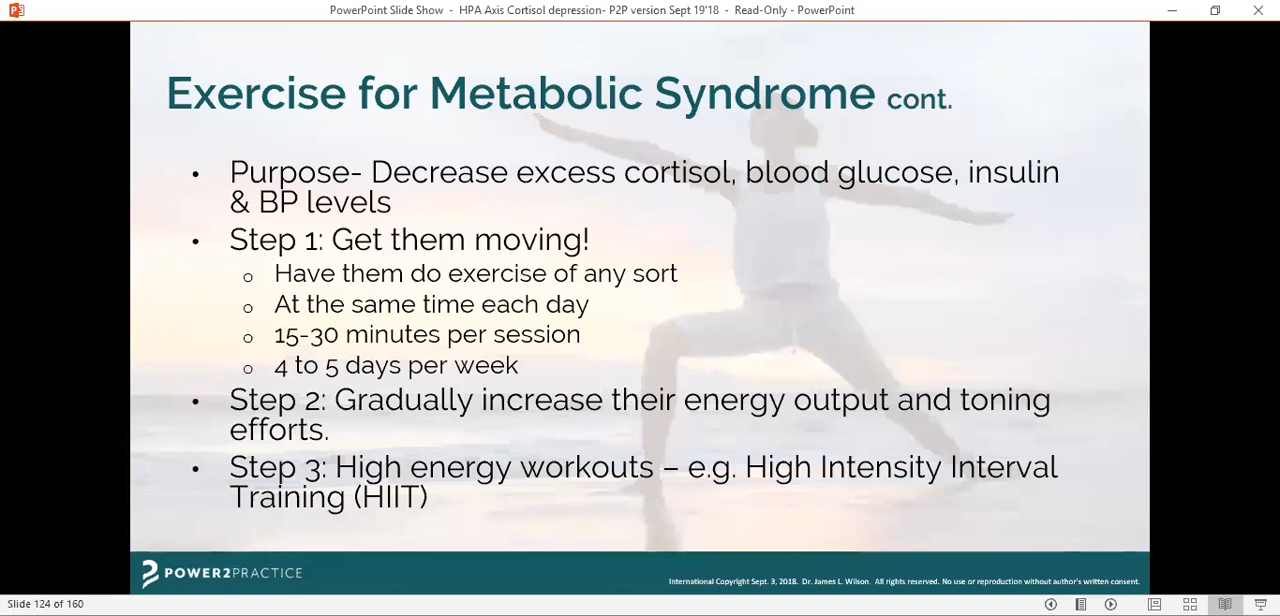 PowerPoint Slide Show - HPA Axis Cortisol depression- P2P version Sept 19'18 - Read-Only - PowerPoint
Exercise for Metabolic Syndrome cont.
• Purpose- Decrease excess cortisol, blood glucose, insulin
& BP levels
• Step 1: Get them moving!
o Have them do exercise of any sort
o At the same time each day
o 15-30 minutes per session
o 4 to 5 days per week
• Step 2: Gradually increase their energy output and toning
efforts.
• Step 3: High energy workouts – e.g. High Intensity Interval
Training (HIIT)
POWER2PRACTICE
International Copyright Sept. 3, 2018. Dr. James L. Wilson. All rights reserved. No use or reproduction without author's written consent.
Slide 124 of 160